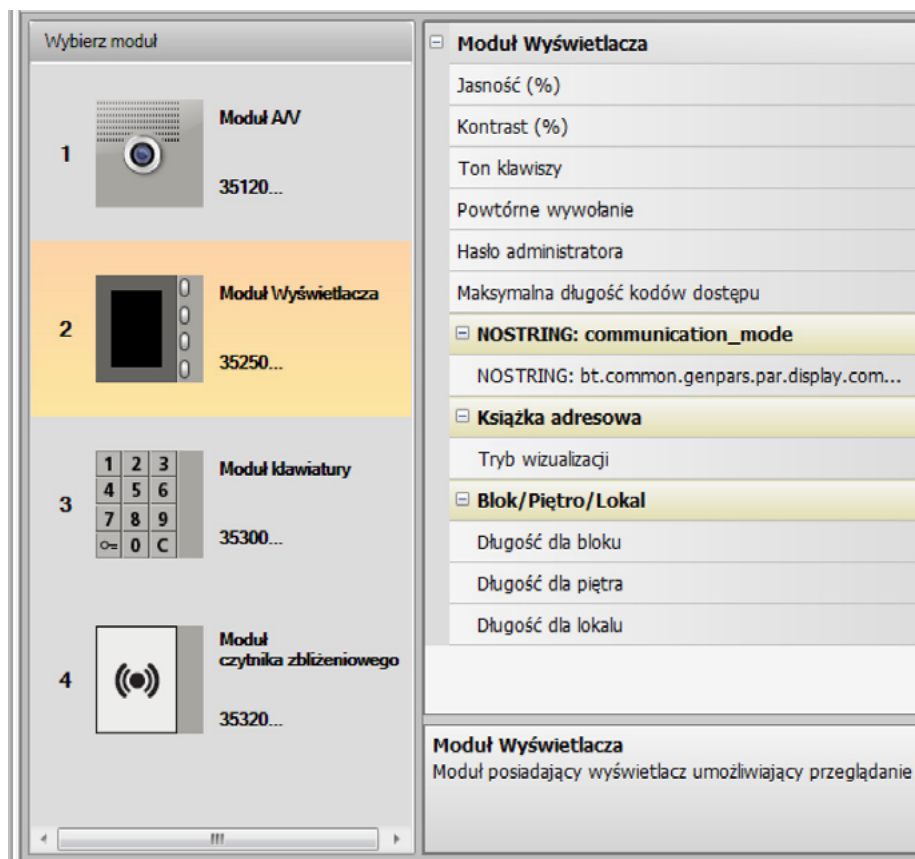 Wybierz moduł
1
Moduł A/V
35120...
2
Moduł Wyświetlacza
35250...
3
1 2 3
4 5 6
7 8 9
0 C
Moduł klawiatury
35300...
4
Moduł
czytnika zbliżeniowego
35320...
Moduł Wyświetlacza
Jasność (%)
Kontrast (%)
Ton klawiszy
Powtórne wywołanie
Hasło administratora
Maksymalna długość kodów dostępu
NOSTRING: communication_mode
NOSTRING: bt.common.genpars.par.display.com...
Książka adresowa
Tryb wizualizacji
Blok/Piętro/Lokal
Długość dla bloku
Długość dla piętra
Długość dla lokalu
Moduł Wyświetlacza
Moduł posiadający wyświetlacz umożliwiający przeglądanie